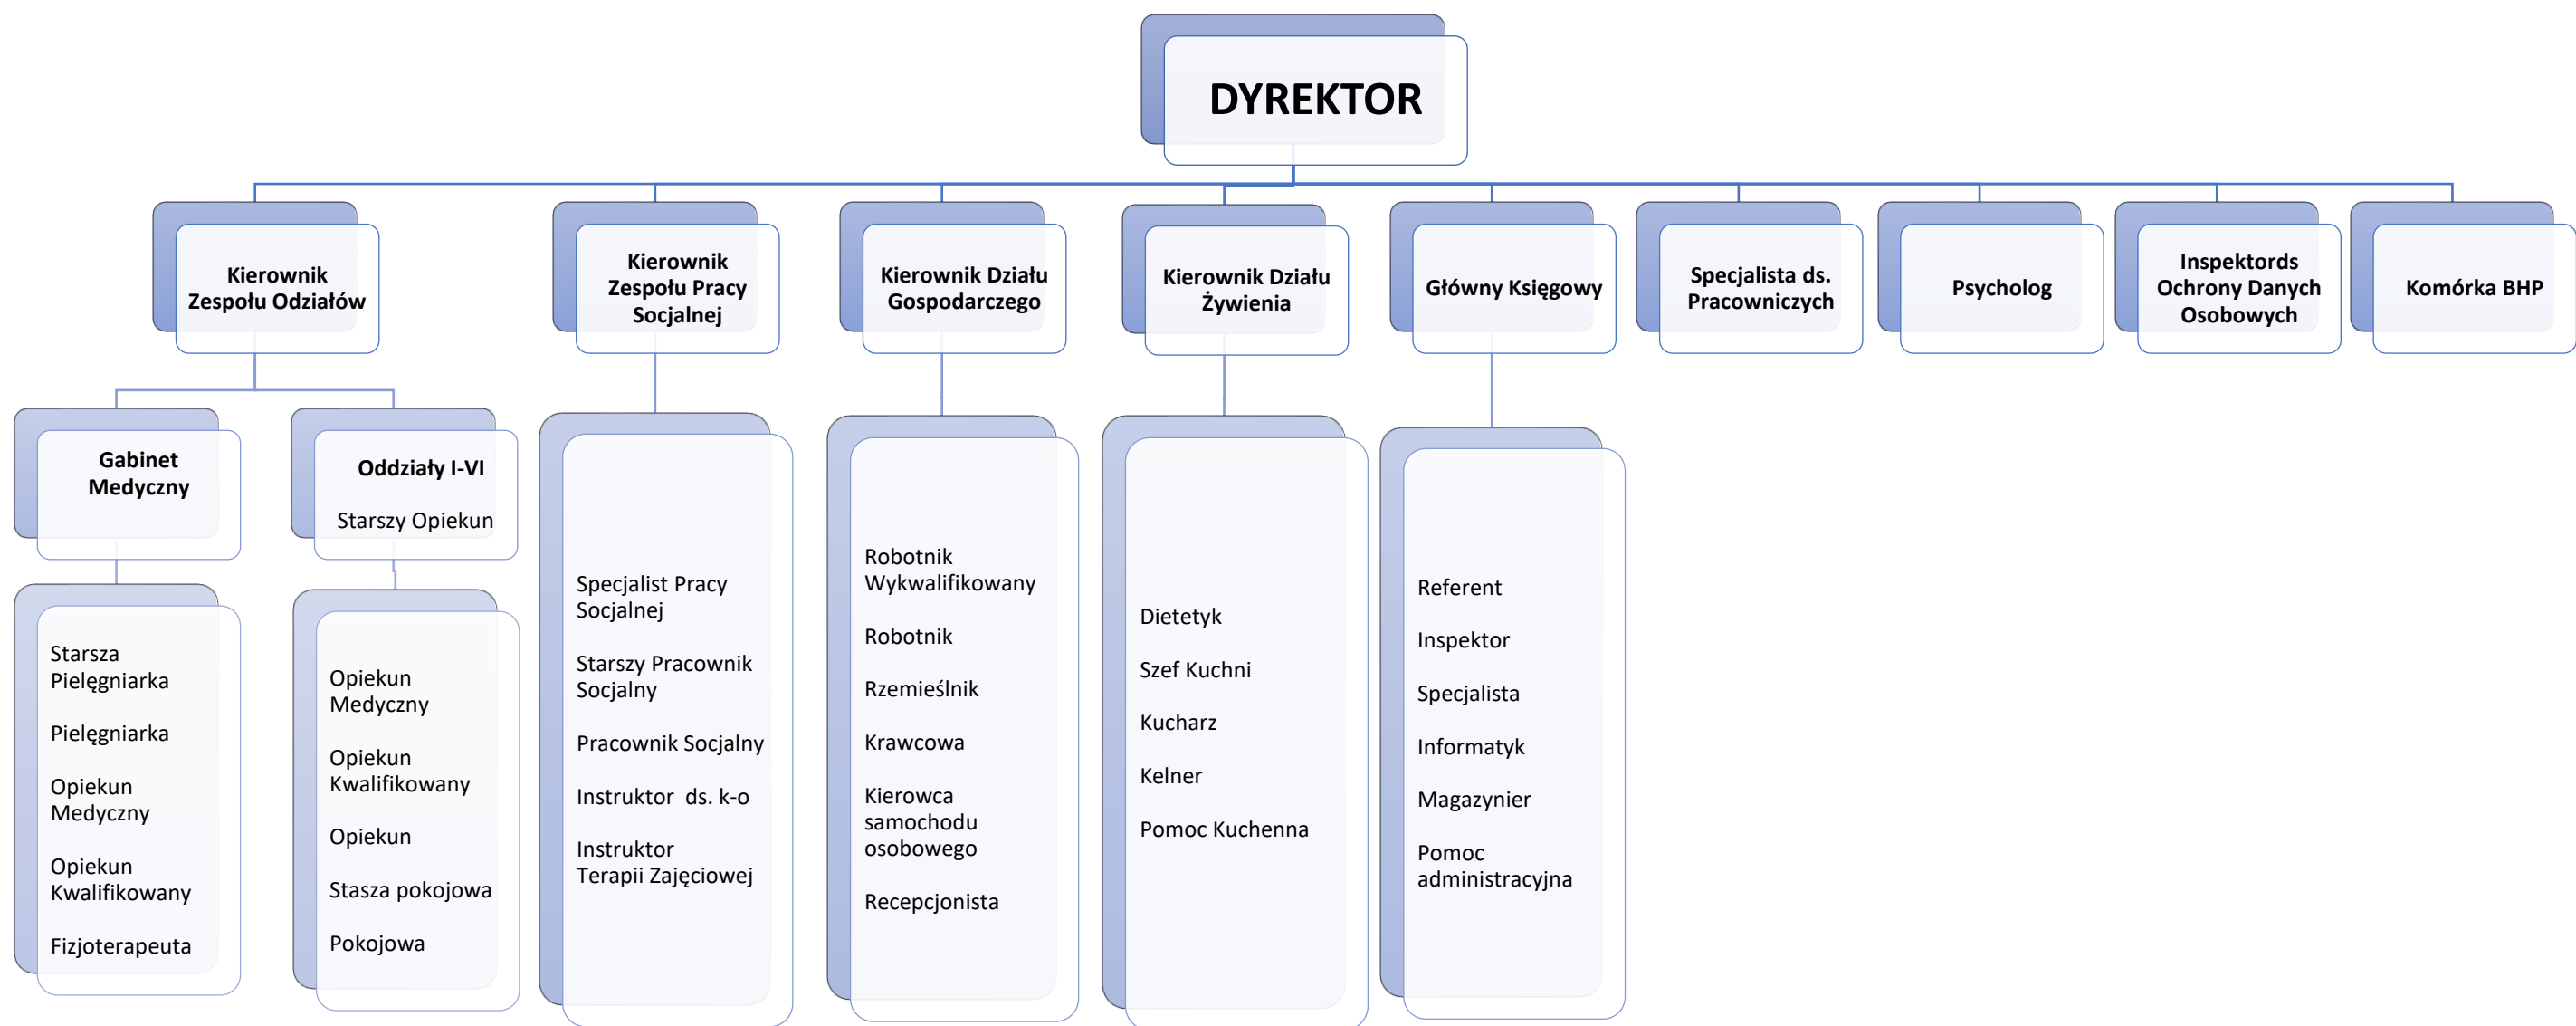 DYREKTOR
Kierownik
Zespołu Odziałów
Kierownik
Zespołu Pracy
Socjalnej
Kierownik Działu
Gospodarczego
Kierownik Działu
Żywienia
Główny Księgowy
Specjalista ds.
Pracowniczych
Psycholog
Inspektords
Ochrony Danych
Osobowych
Komórka BHP
Gabinet
Medyczny
Oddziały I-VI
Starszy Opiekun
Starsza
Pielęgniarka
Pielęgniarka
Opiekun
Medyczny
Opiekun
Kwalifikowany
Fizjoterapeuta
Opiekun
Medyczny
Opiekun
Kwalifikowany
Opiekun
Stasza pokojowa
Pokojowa
Specjalist Pracy
Socjalnej
Starszy Pracownik
Socjalny
Pracownik Socjalny
Instruktor  ds. k-o
Instruktor
Terapii Zajęciowej
Robotnik
Wykwalifikowany
Robotnik
Rzemieślnik
Krawcowa
Kierowca
samochodu
osobowego
Recepcjonista
Dietetyk
Szef Kuchni
Kucharz
Kelner
Pomoc Kuchenna
Referent
Inspektor
Specjalista
Informatyk
Magazynier
Pomoc
administracyjna